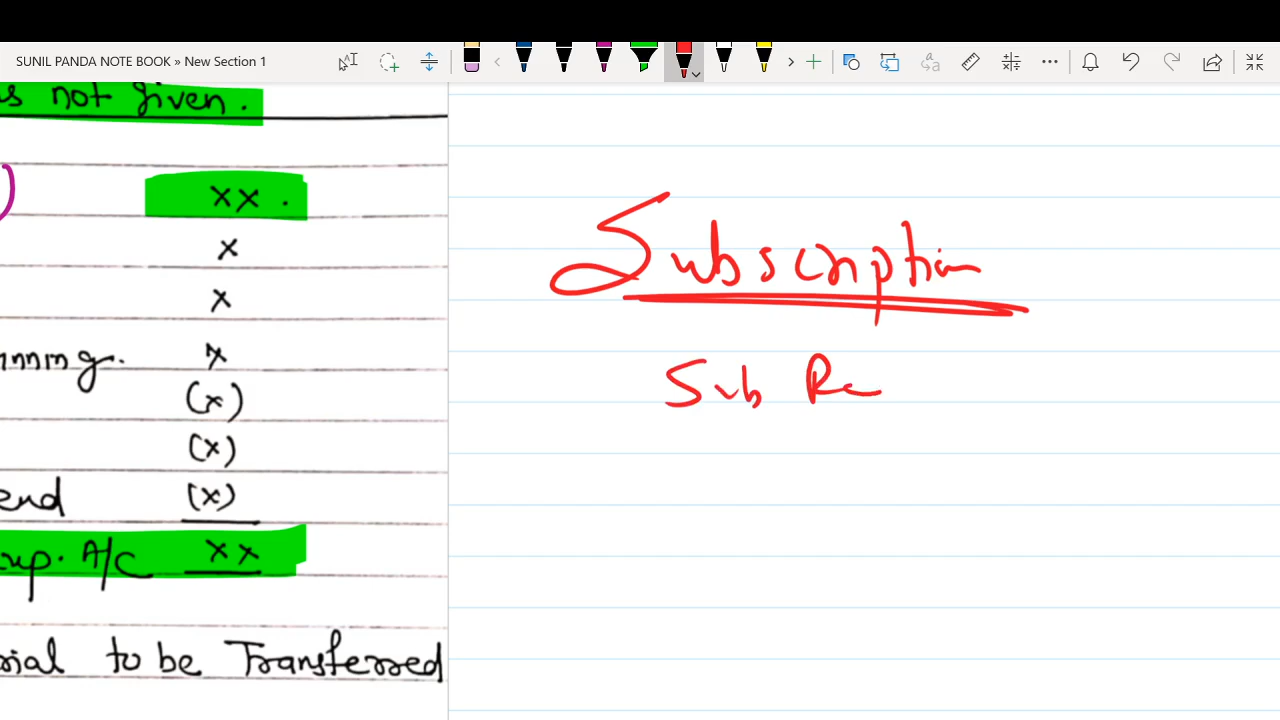 SUNIL PANDA NOTE BOOK » New Section 1
s not given.
xx .
x
x
nning. x
(x)
(x)
end (x)
up. A/C xx
rial to be Transferred
Subscription
Sub Re